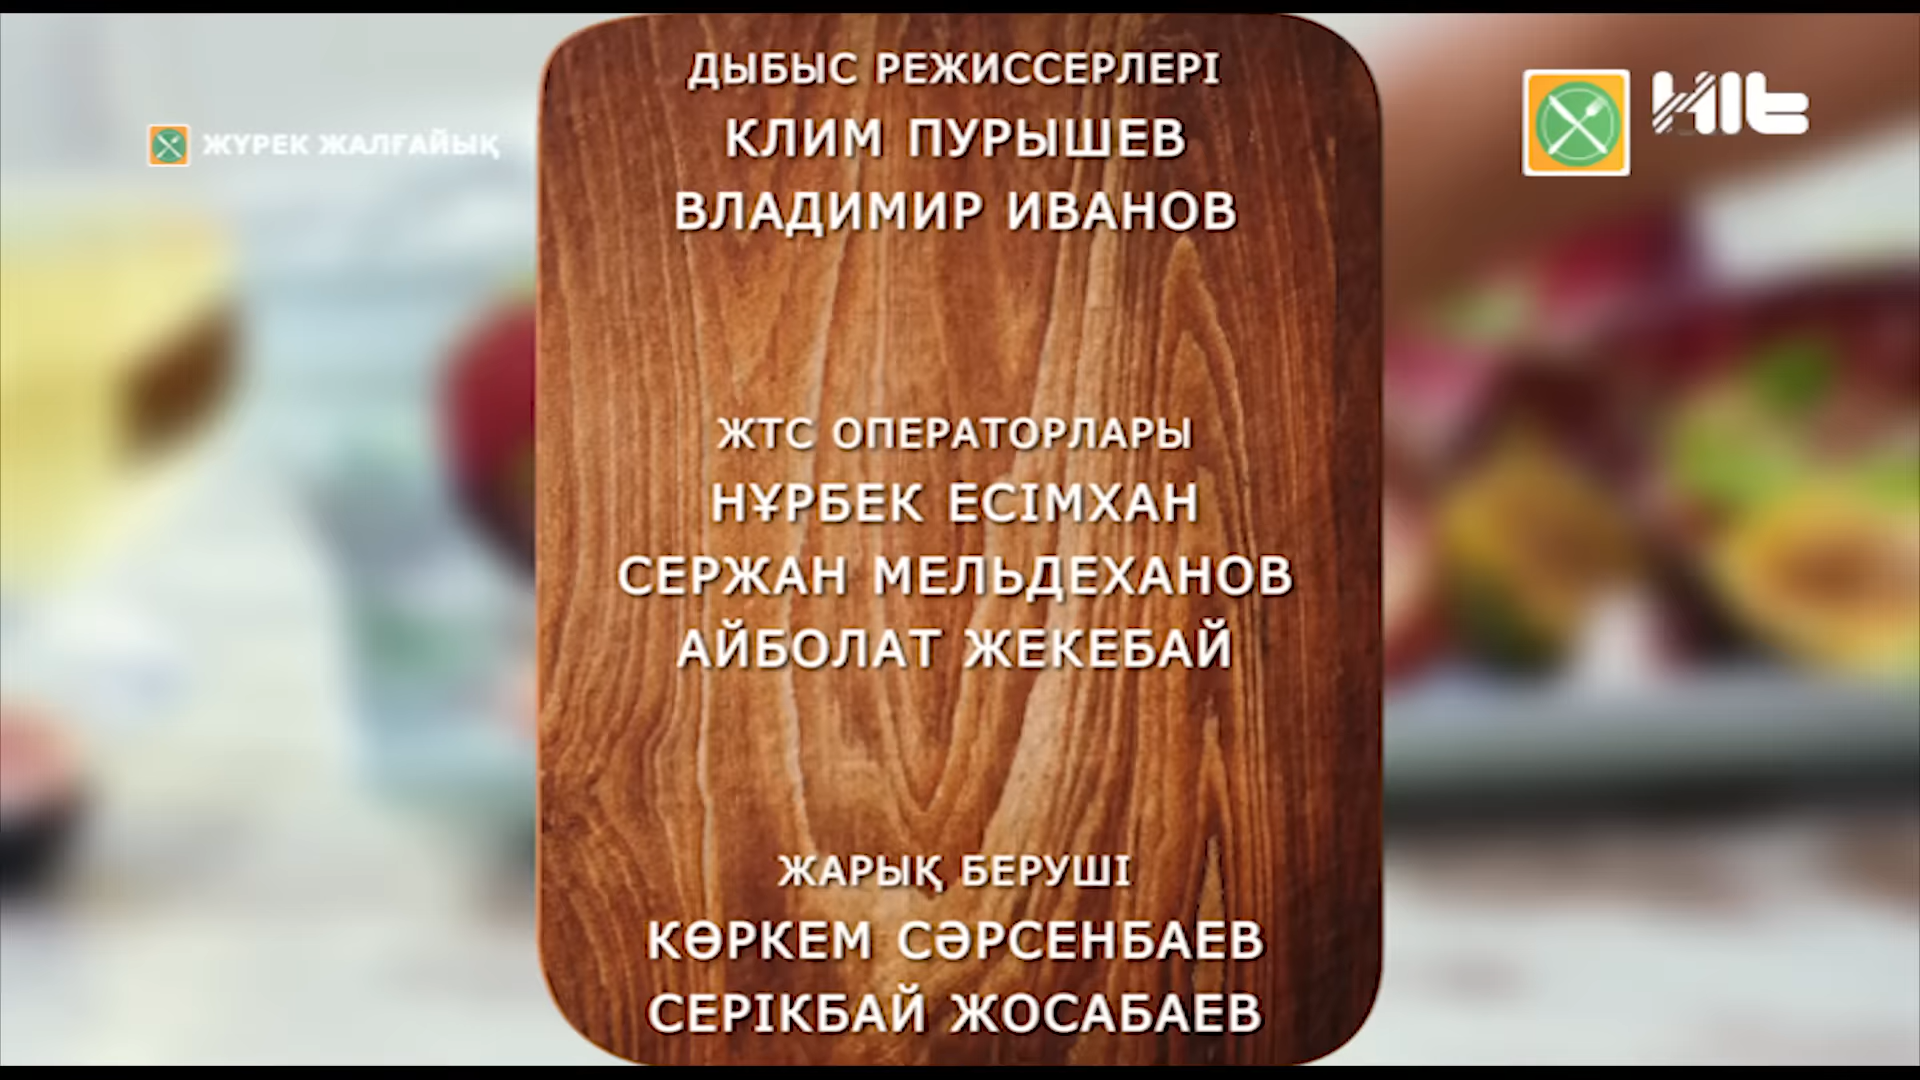 ДЫБЫС РЕЖИССЕРЛЕРІ
КЛИМ ПУРЫШЕВ
ВЛАДИМИР ИВАНОВ
ЖҮРЕК ЖАЛҒАЙЫҚ
ЖТС ОПЕРАТОРЛАРЫ
НҰРБЕК ЕСІМХАН
СЕРЖАН МЕЛЬДЕХАНОВ
АЙБОЛАТ ЖЕКЕБАЙ
ЖАРЫҚ БЕРУШІ
КӨРКЕМ СӘРСЕНБАЕВ
СЕРІКБАЙ ЖОСАБАЕВ